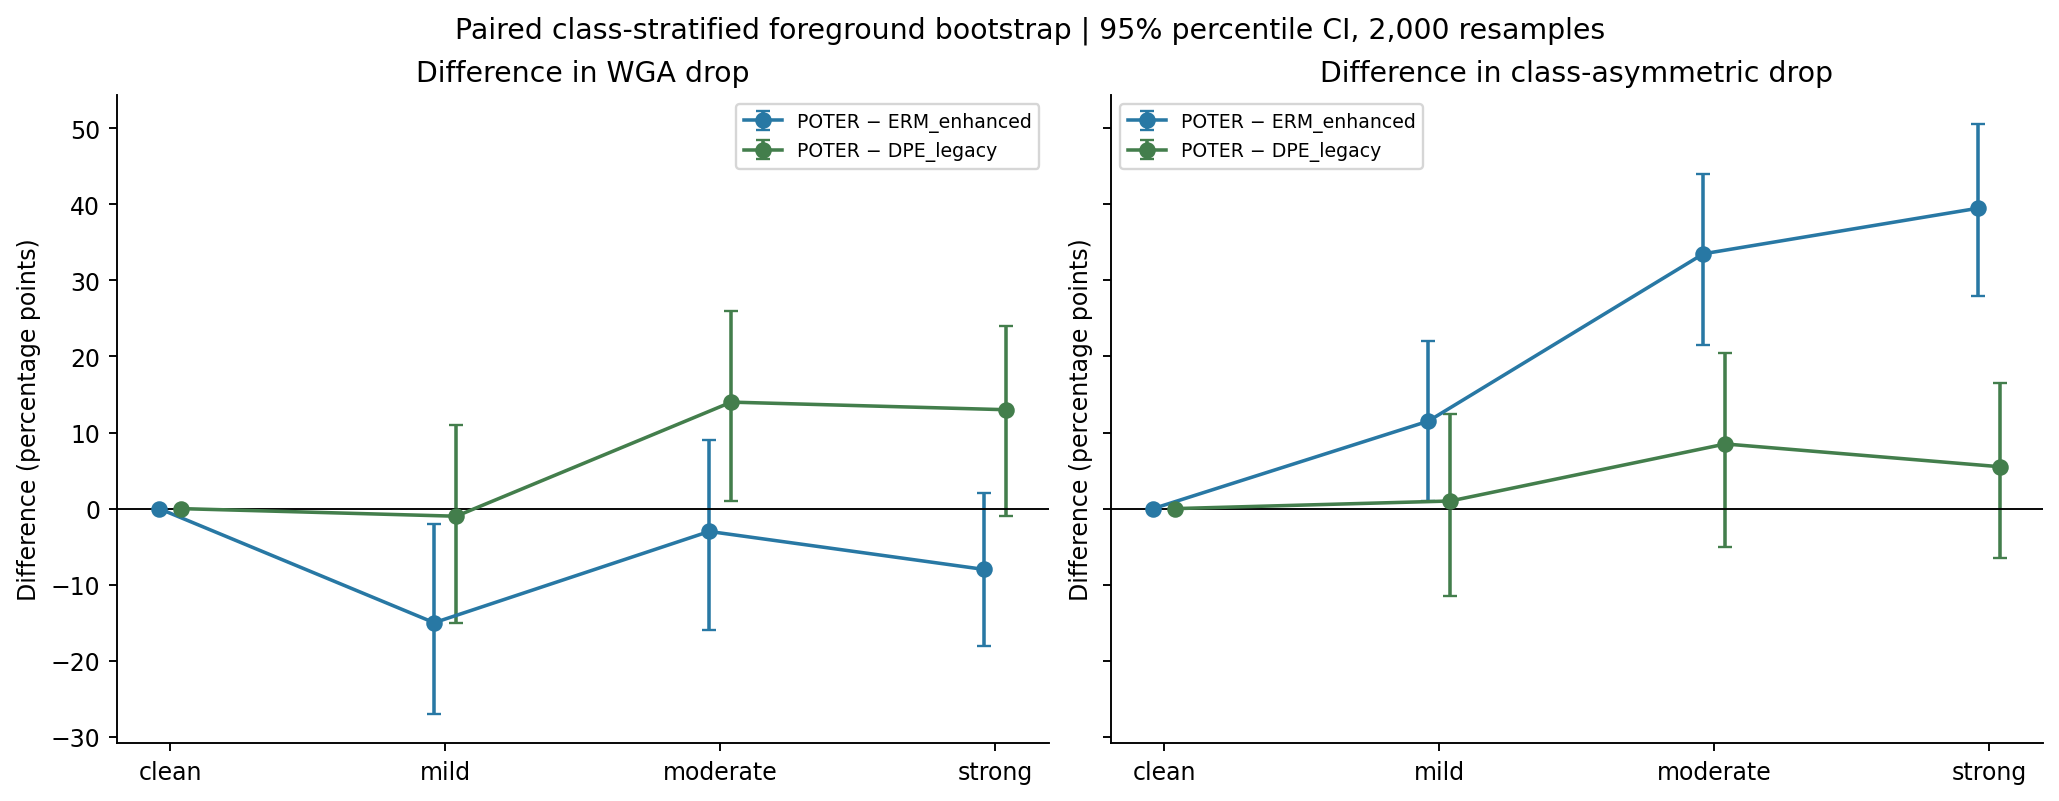 Paired class-stratified foreground bootstrap | 95% percentile CI, 2,000 resamples
Difference in WGA drop
POTER − ERM_enhanced
POTER − DPE_legacy
Difference (percentage points)
50
40
30
20
10
0
−10
−20
−30
clean
mild
moderate
strong
Difference in class-asymmetric drop
POTER − ERM_enhanced
POTER − DPE_legacy
Difference (percentage points)
clean
mild
moderate
strong